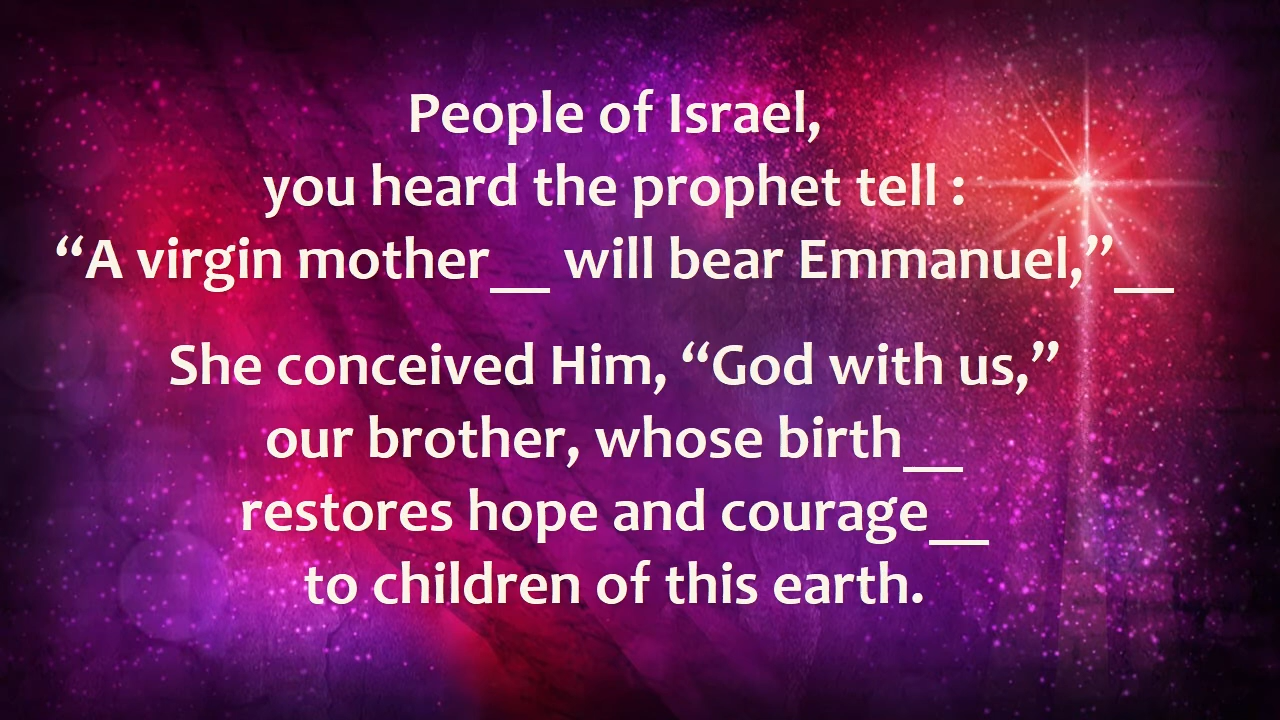 People of Israel,
you heard the prophet tell :
“A virgin mother__ will bear Emmanuel,”__
She conceived Him, “God with us,”
our brother, whose birth__
restores hope and courage__
to children of this earth.